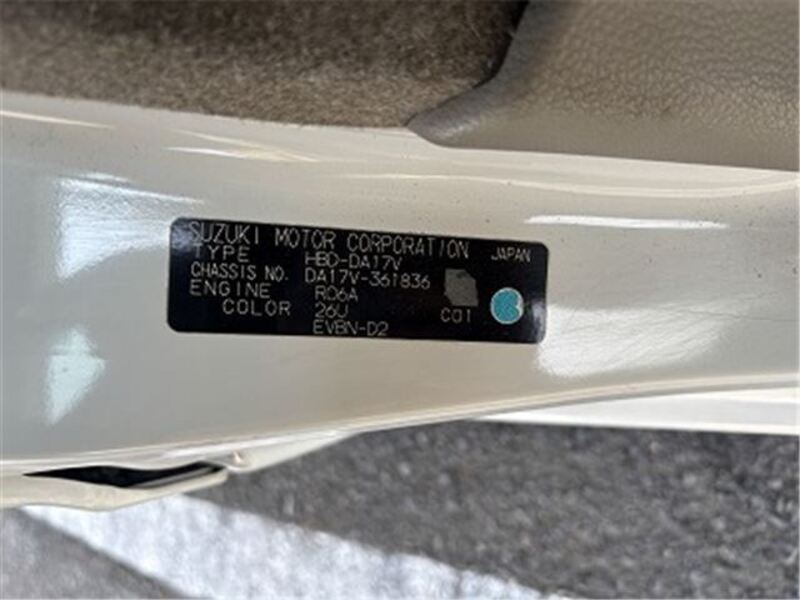 SUZUKI MOTOR CORPORATION JAPAN
TYPE HBD-DA17V
CHASSIS NO. DA17V-361836
ENGINE R06A
COLOR 26U C01
EVBN-D2